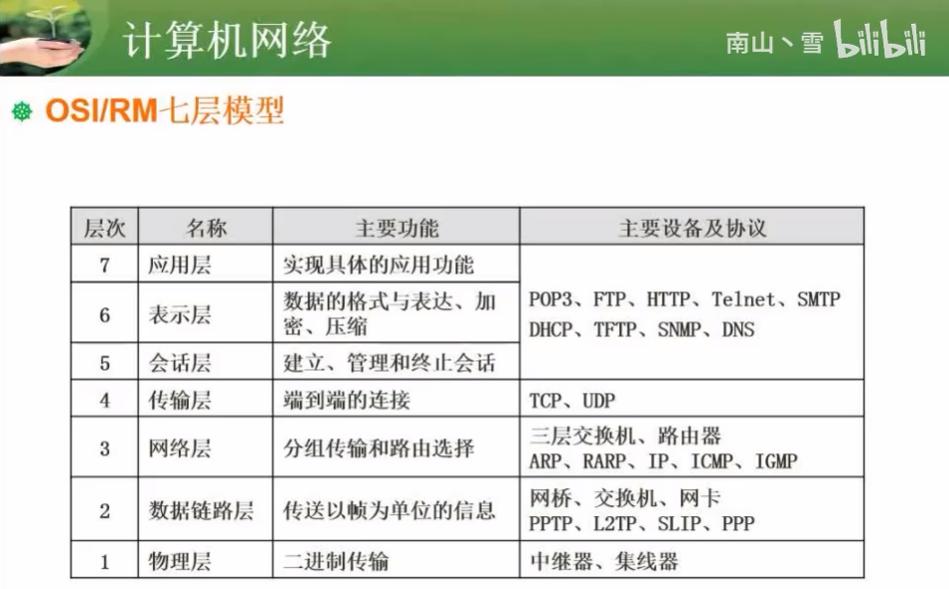 计算机网络
南山丶雪 bilibili
OSI/RM七层模型
层次 名称 主要功能 主要设备及协议
7 应用层 实现具体的应用功能
POP3、FTP、HTTP、Telnet、SMTP
DHCP、TFTP、SNMP、DNS
6 表示层 数据的格式与表达、加
密、压缩
5 会话层 建立、管理和终止会话
4 传输层 端到端的连接 TCP、UDP
3 网络层 分组传输和路由选择 三层交换机、路由器
ARP、RARP、IP、ICMP、IGMP
2 数据链路层 传送以帧为单位的信息 网桥、交换机、网卡
PPTP、L2TP、SLIP、PPP
1 物理层 二进制传输 中继器、集线器